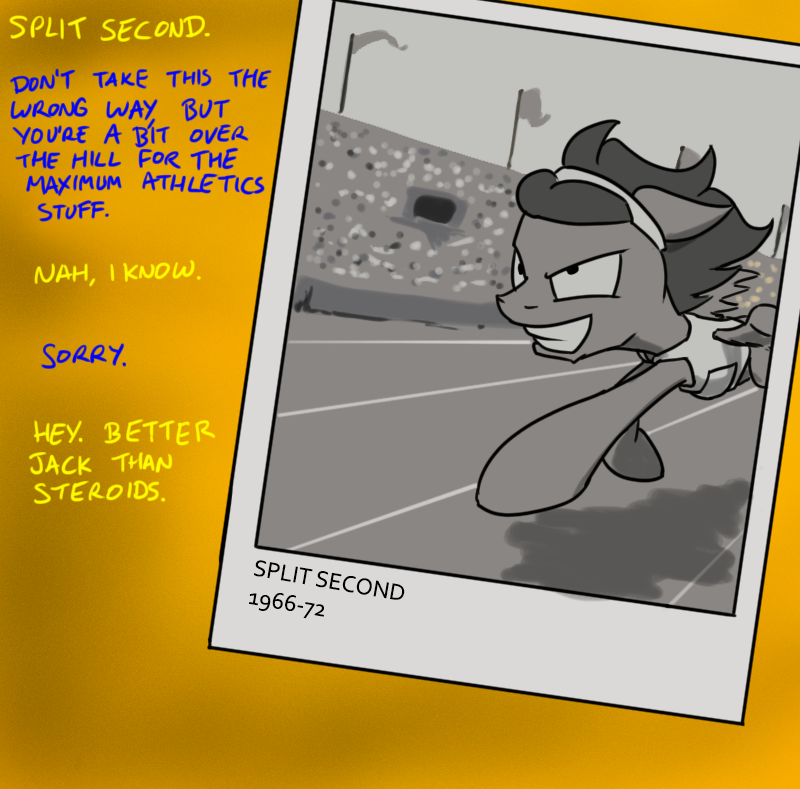 SPLIT SECOND.
DON'T TAKE THIS THE
WRONG WAY, BUT
YOU'RE A BIT OVER
THE HILL FOR THE
MAXIMUM ATHLETICS
STUFF.
NAH, I KNOW.
SORRY.
HEY. BETTER
JACK THAN
STEROIDS.
SPLIT SECOND
1966-72